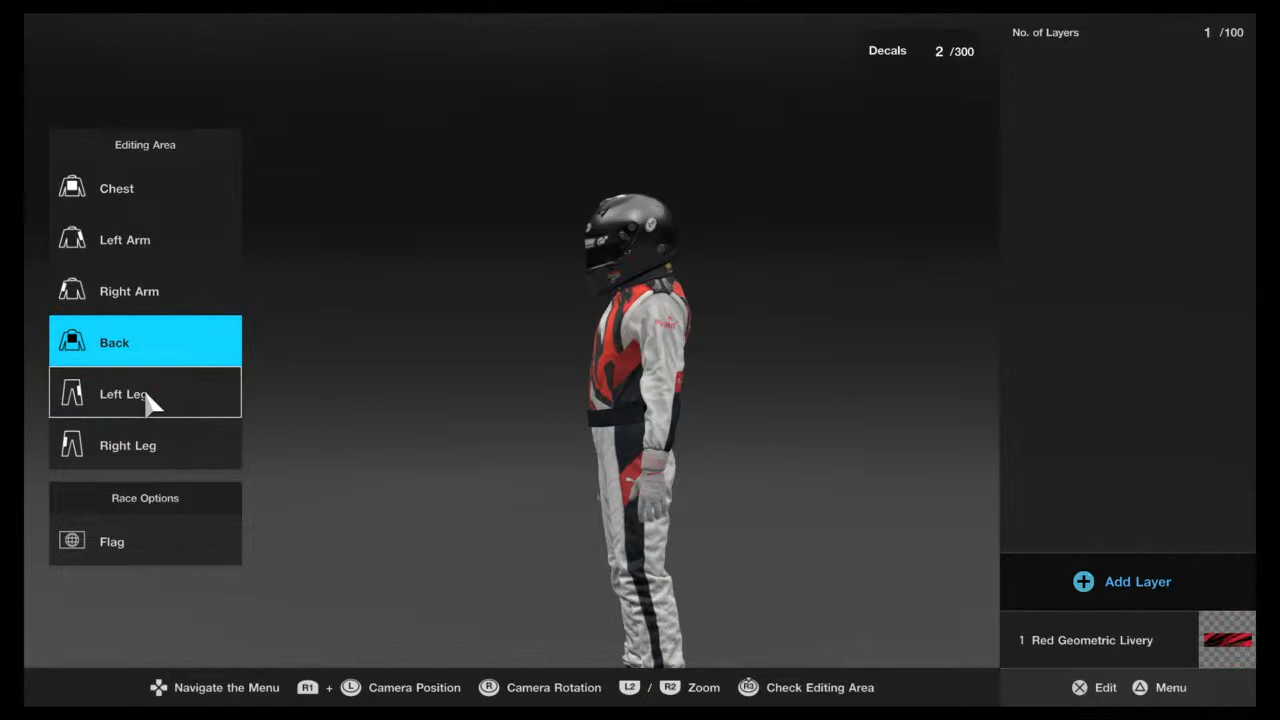 No. of Layers 1 /100
Decals 2 /300
Editing Area
Chest
Left Arm
Right Arm
Back
Left Leg
Right Leg
Race Options
Flag
Add Layer
1 Red Geometric Livery
Navigate the Menu R1 + L Camera Position R Camera Rotation L2 / R2 Zoom R3 Check Editing Area Edit Menu